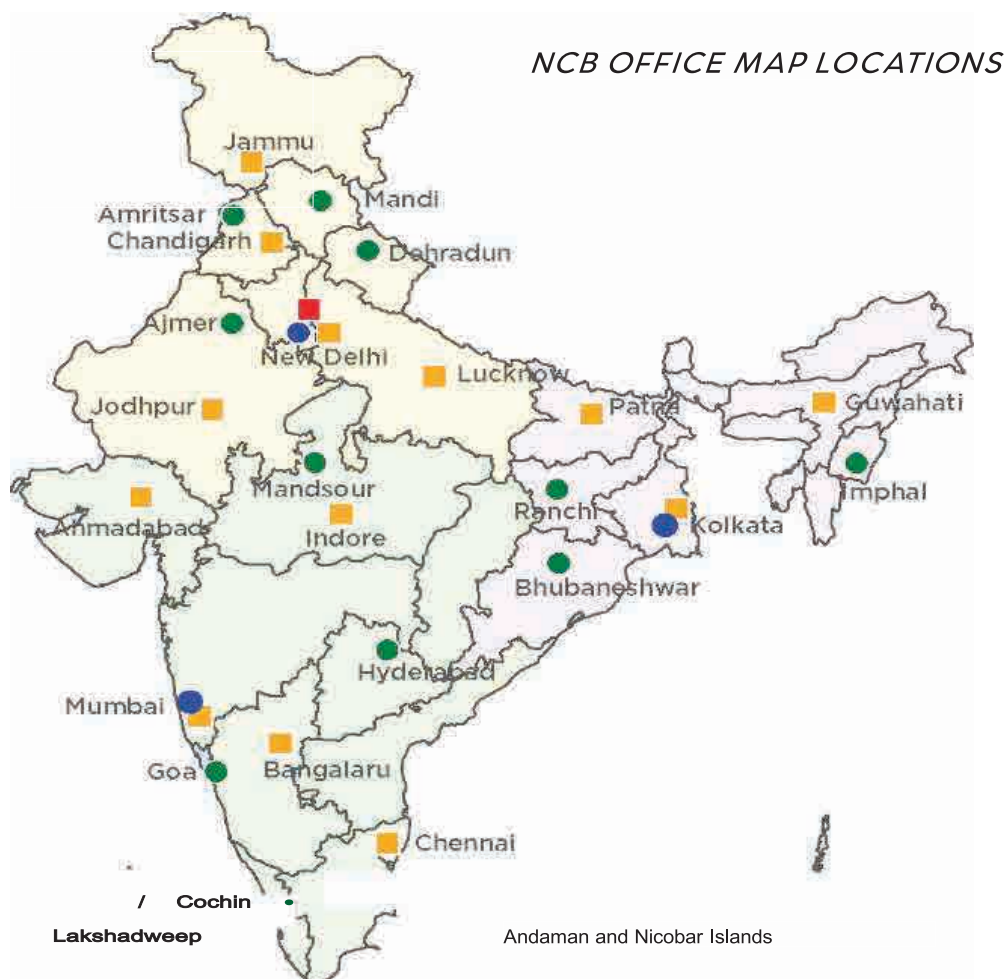 NCB OFFICE MAP LOCATIONS
Jammu
Mandi
Amritsar
Chandigarh
Dehradun
Ajmer
New Delhi
Lucknow
Jodhpur
Patna
Guwahati
Mandsour
Ranchi
Imphal
Ahmadabad
Indore
Kolkata
Bhubaneshwar
Hyderabad
Mumbai
Goa
Bangalaru
Chennai
/ Cochin
Lakshadweep
Andaman and Nicobar Islands